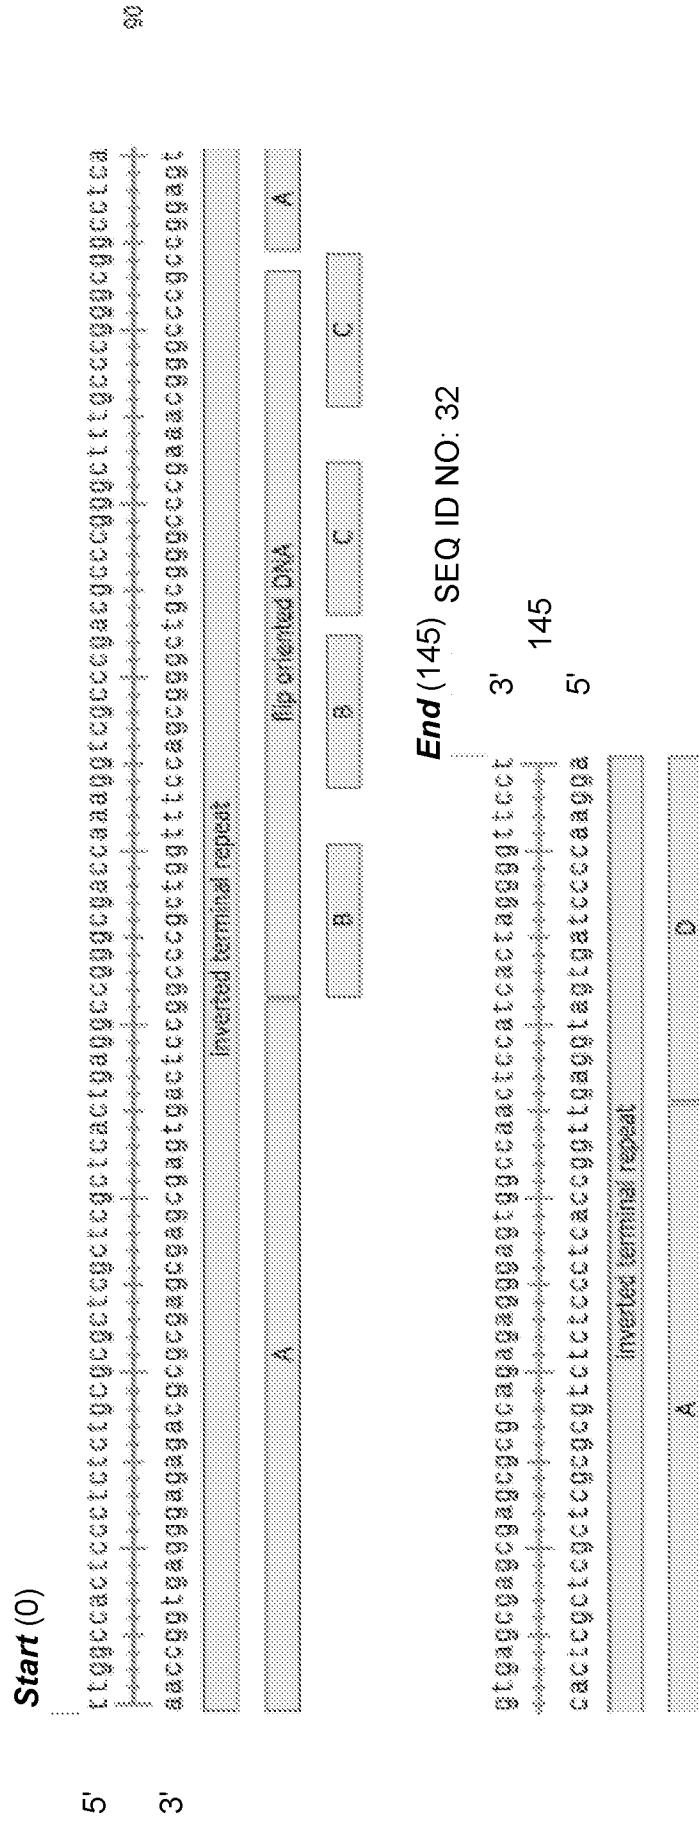 Start (0)
5' ttggccactccctctctgcgcgctcgctcgctcactgaggccgggcgaccaaaggtcgcccgacgcccgggctttgcccgggcggcctca
90
3' aaccggtgagggagagacgcgcgagcgagcgagtgactccggcccgctggtttccagcgggctgcgggcccgaaacgggcccgccggagt
inverted terminal repeat
A flip oriented DNA A
B B C C
End (145) SEQ ID NO: 32
gtgagcgagcgagcgcgcagagagggagtggccaactccatcactaggggttcct 3'
145
cactcgctcgctcgcgcgtctctccctcaccggttgaggtagtgatccccaagga 5'
inverted terminal repeat
A D